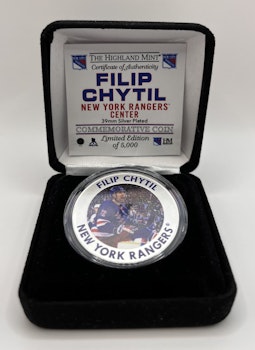 THE HIGHLAND MINT
Certificate of Authenticity
FILIP
CHYTIL
NEW YORK RANGERS
CENTER
39mm Silver Plated
COMMEMORATIVE COIN
Limited Edition
of 5,000
FILIP CHYTIL
NEW YORK RANGERS